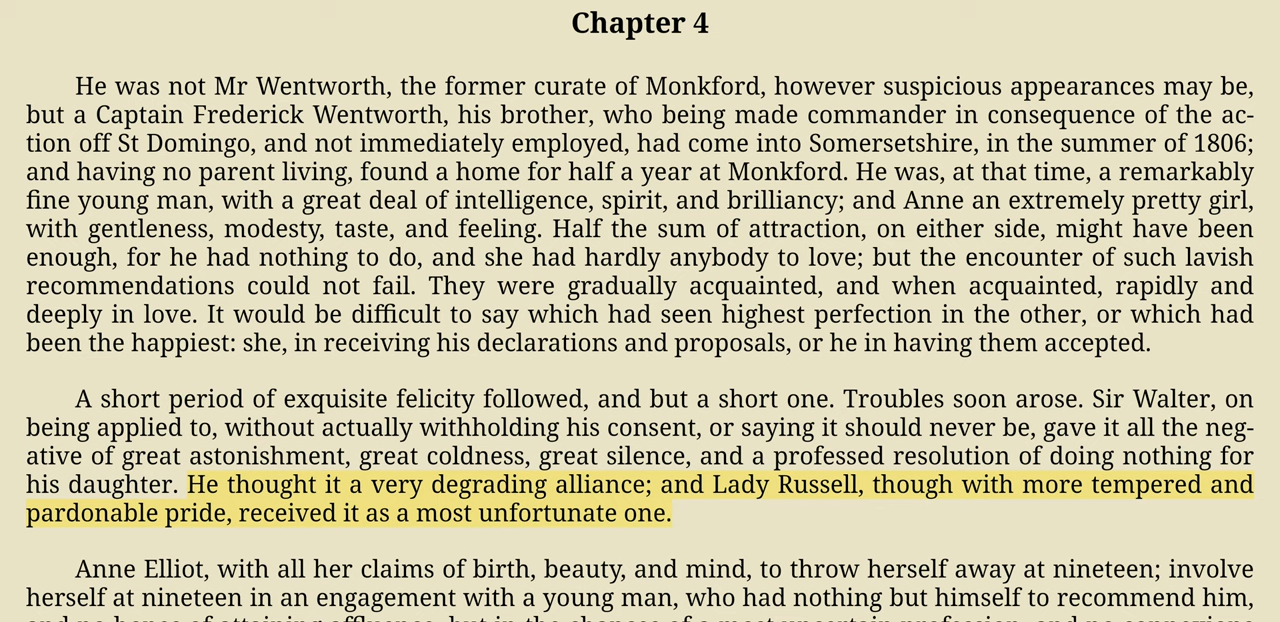 Chapter 4
He was not Mr Wentworth, the former curate of Monkford, however suspicious appearances may be,
but a Captain Frederick Wentworth, his brother, who being made commander in consequence of the ac-
tion off St Domingo, and not immediately employed, had come into Somersetshire, in the summer of 1806;
and having no parent living, found a home for half a year at Monkford. He was, at that time, a remarkably
fine young man, with a great deal of intelligence, spirit, and brilliancy; and Anne an extremely pretty girl,
with gentleness, modesty, taste, and feeling. Half the sum of attraction, on either side, might have been
enough, for he had nothing to do, and she had hardly anybody to love; but the encounter of such lavish
recommendations could not fail. They were gradually acquainted, and when acquainted, rapidly and
deeply in love. It would be difficult to say which had seen highest perfection in the other, or which had
been the happiest: she, in receiving his declarations and proposals, or he in having them accepted.
A short period of exquisite felicity followed, and but a short one. Troubles soon arose. Sir Walter, on
being applied to, without actually withholding his consent, or saying it should never be, gave it all the neg-
ative of great astonishment, great coldness, great silence, and a professed resolution of doing nothing for
his daughter. He thought it a very degrading alliance; and Lady Russell, though with more tempered and
pardonable pride, received it as a most unfortunate one.
Anne Elliot, with all her claims of birth, beauty, and mind, to throw herself away at nineteen; involve
herself at nineteen in an engagement with a young man, who had nothing but himself to recommend him,